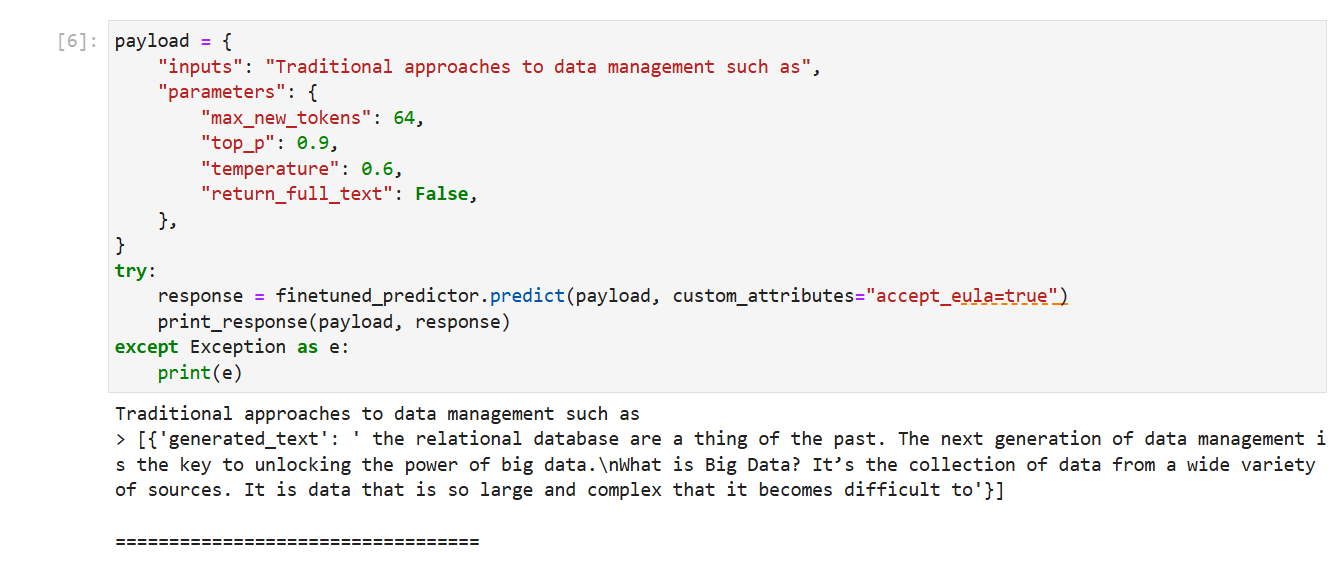 [6]: payload = {
    "inputs": "Traditional approaches to data management such as",
    "parameters": {
        "max_new_tokens": 64,
        "top_p": 0.9,
        "temperature": 0.6,
        "return_full_text": False,
    },
}
try:
    response = finetuned_predictor.predict(payload, custom_attributes="accept_eula=true")
    print_response(payload, response)
except Exception as e:
    print(e)
Traditional approaches to data management such as
> [{'generated_text': ' the relational database are a thing of the past. The next generation of data management i
s the key to unlocking the power of big data.\nWhat is Big Data? It’s the collection of data from a wide variety
of sources. It is data that is so large and complex that it becomes difficult to'}]
==================================